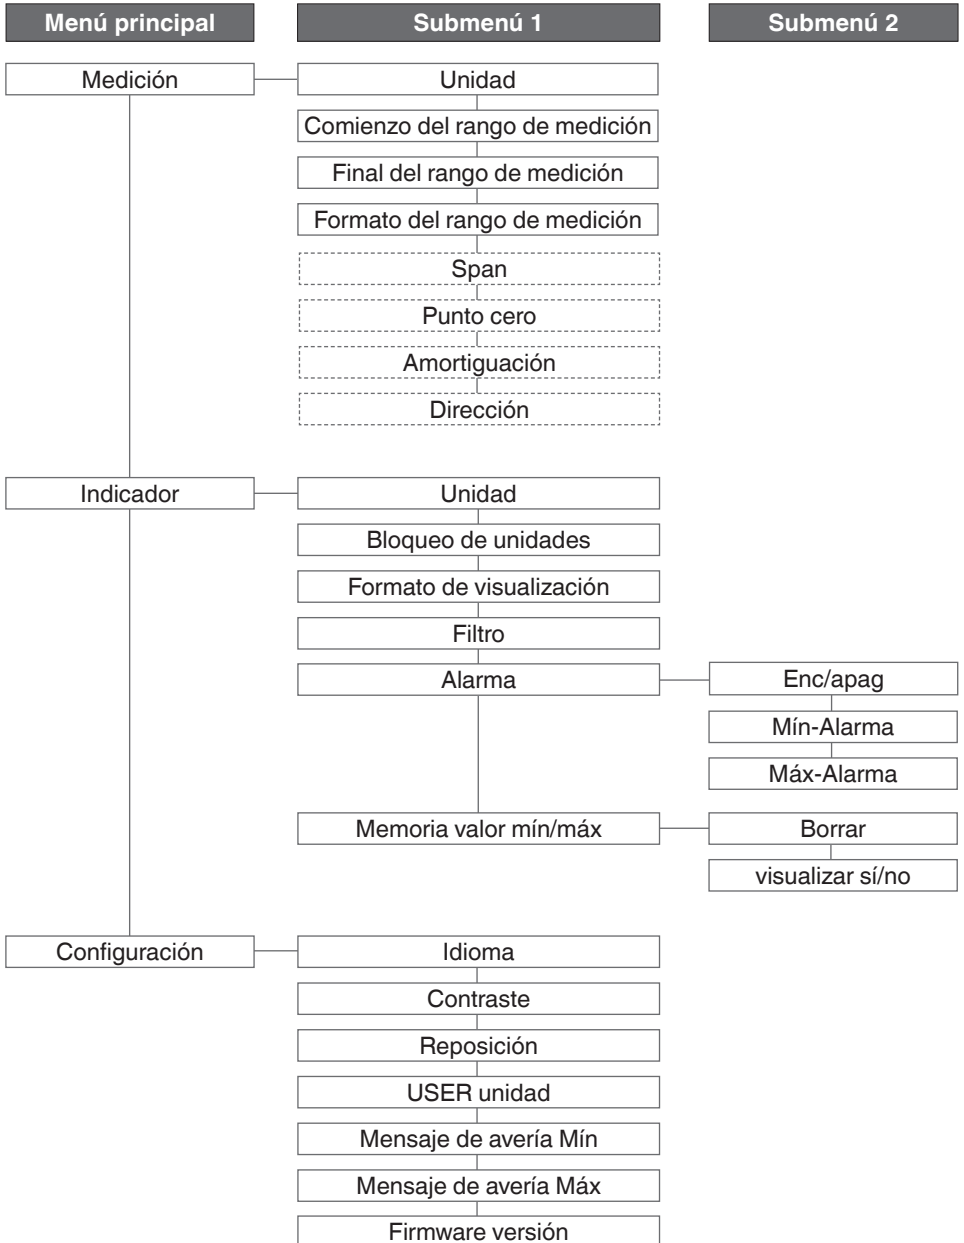 Menú principal
Submenú 1
Submenú 2
Medición
Unidad
Comienzo del rango de medición
Final del rango de medición
Formato del rango de medición
Span
Punto cero
Amortiguación
Dirección
Indicador
Unidad
Bloqueo de unidades
Formato de visualización
Filtro
Alarma
Enc/apag
Mín-Alarma
Máx-Alarma
Memoria valor mín/máx
Borrar
visualizar sí/no
Configuración
Idioma
Contraste
Reposición
USER unidad
Mensaje de avería Mín
Mensaje de avería Máx
Firmware versión